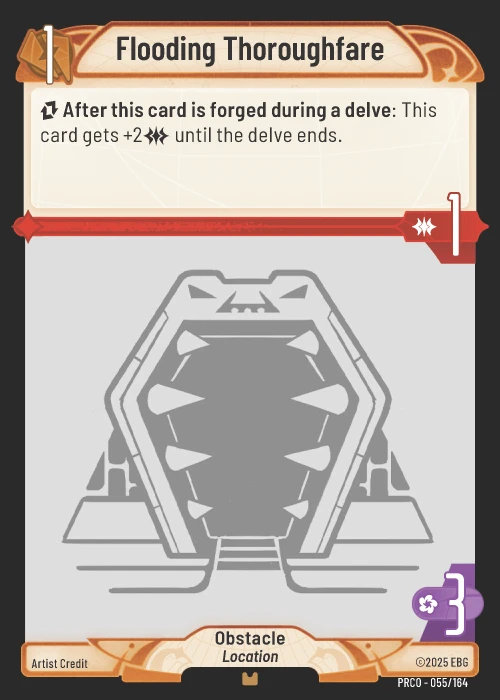 1
Flooding Thoroughfare
After this card is forged during a delve: This
card gets +2 until the delve ends.
1
3
Obstacle
Location
Artist Credit
©2025 EBG
PRCO - 055/164